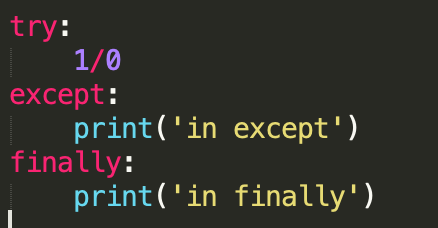 try:
    1/0
except:
    print('in except')
finally:
    print('in finally')